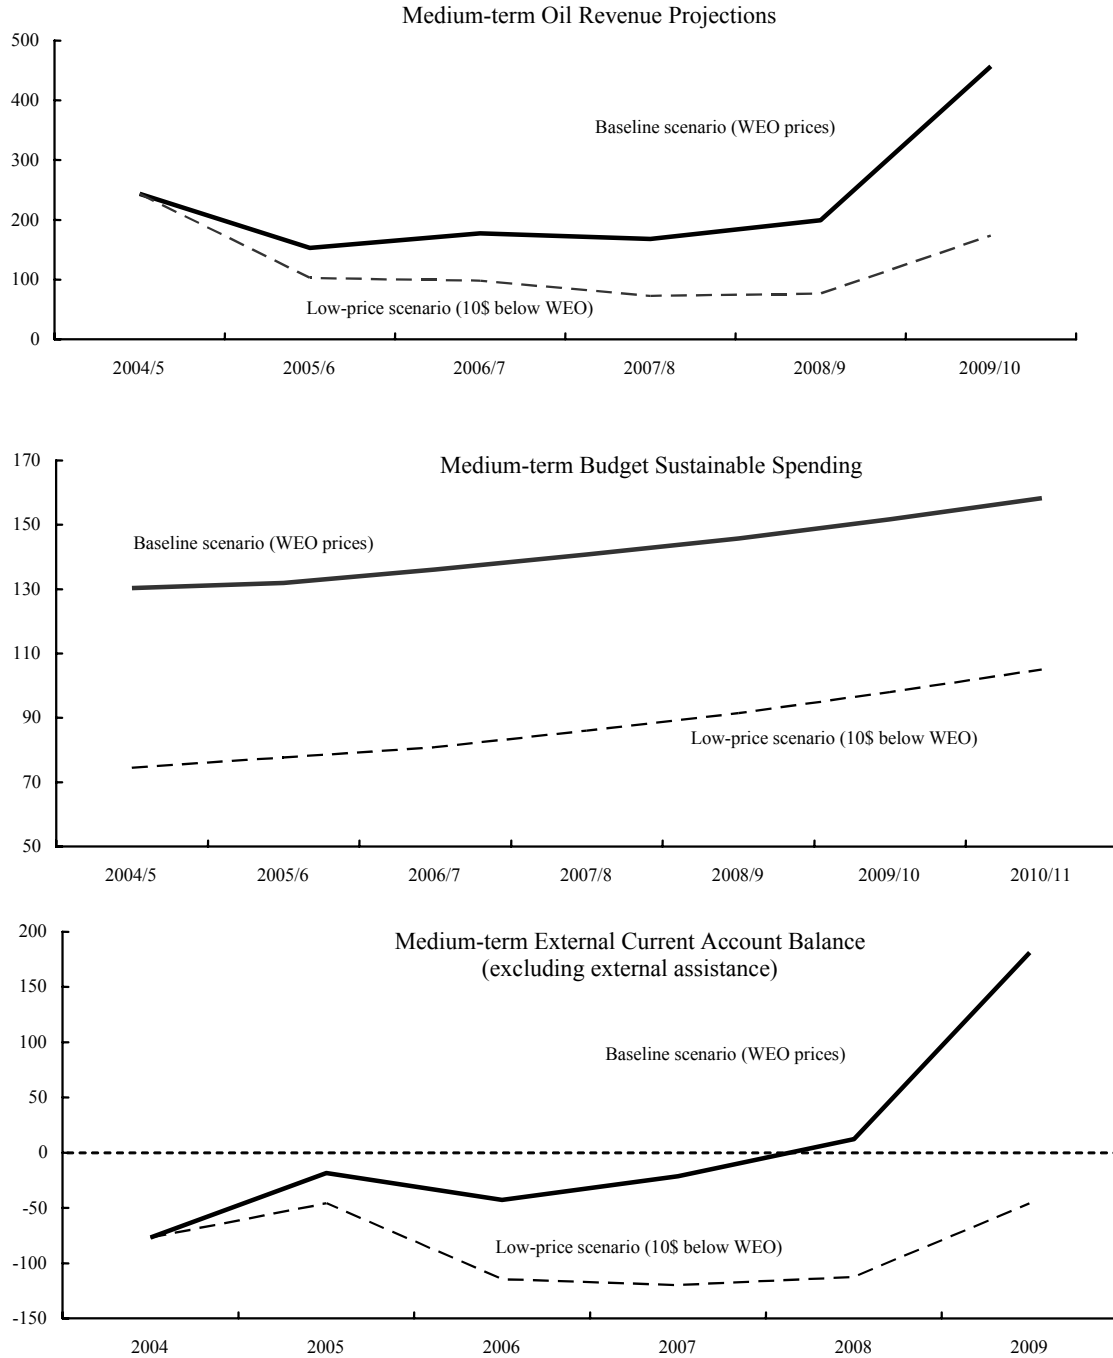 Medium-term Oil Revenue Projections
500
400
300
200
100
0
Baseline scenario (WEO prices)
Low-price scenario (10$ below WEO)
2004/5 2005/6 2006/7 2007/8 2008/9 2009/10
Medium-term Budget Sustainable Spending
170
150
130
110
90
70
50
Baseline scenario (WEO prices)
Low-price scenario (10$ below WEO)
2004/5 2005/6 2006/7 2007/8 2008/9 2009/10 2010/11
Medium-term External Current Account Balance
(excluding external assistance)
200
150
100
50
0
-50
-100
-150
Baseline scenario (WEO prices)
Low-price scenario (10$ below WEO)
2004 2005 2006 2007 2008 2009